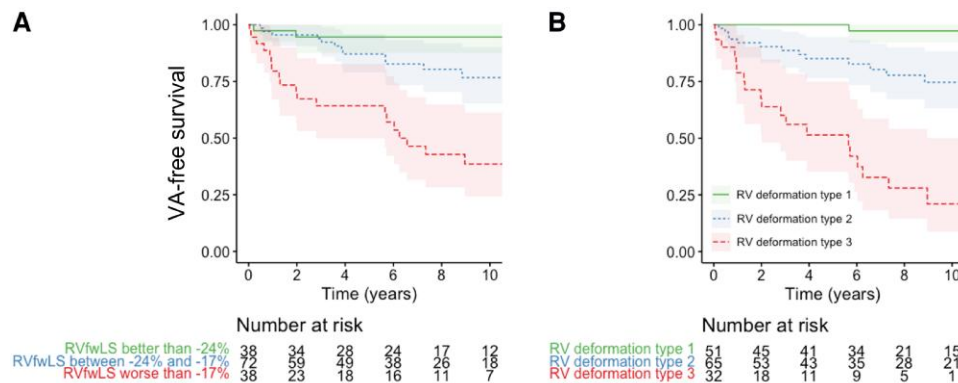 A
VA-free survival
1.00
0.75
0.50
0.25
0.00
0 2 4 6 8 10
Time (years)
Number at risk
RVfwLS better than -24% 38 34 28 24 17 12
RVfwLS between -24% and -17% 72 59 49 38 26 18
RVfwLS worse than -17% 38 23 18 16 11 7
B
1.00
0.75
0.50
0.25
0.00
RV deformation type 1
RV deformation type 2
RV deformation type 3
0 2 4 6 8 10
Time (years)
Number at risk
RV deformation type 1 51 45 41 34 21 15
RV deformation type 2 65 53 43 35 28 21
RV deformation type 3 32 18 11 9 5 1